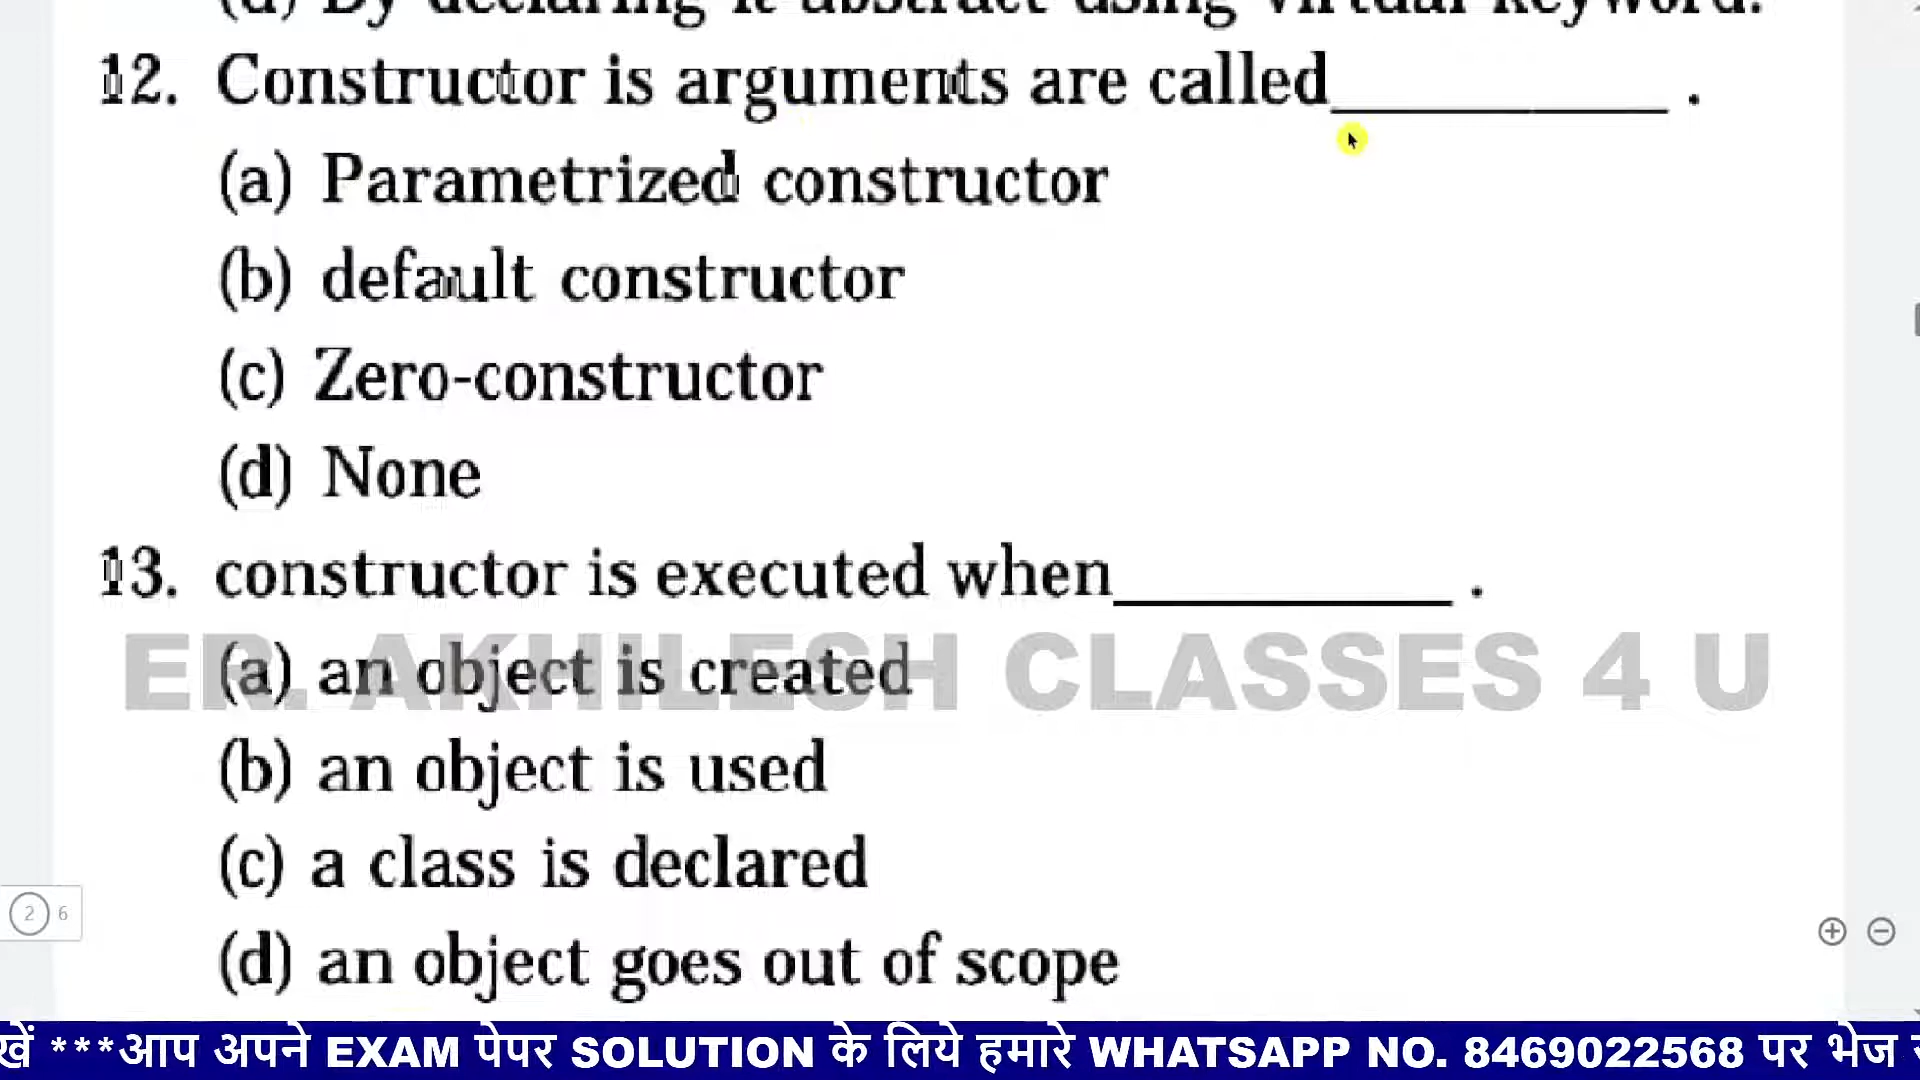 (d) By declaring it abstract using virtual keyword.
12. Constructor is arguments are called__________ .
(a) Parametrized constructor
(b) default constructor
(c) Zero-constructor
(d) None
13. constructor is executed when__________ .
ER. AKHILESH CLASSES 4 U
(a) an object is created
(b) an object is used
(c) a class is declared
(d) an object goes out of scope
2 6
***आप अपने EXAM पेपर SOLUTION के लिये हमारे WHATSAPP NO. 8469022568 पर भेज